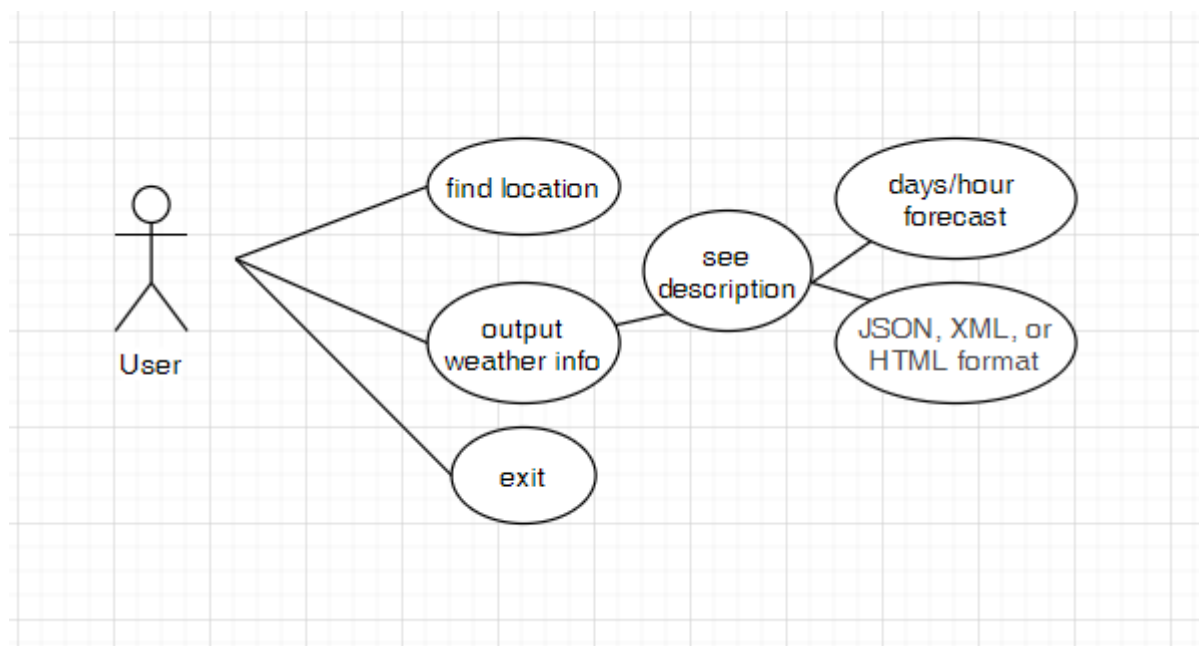 User
find location
output
weather info
exit
see
description
days/hour
forecast
JSON, XML, or
HTML format